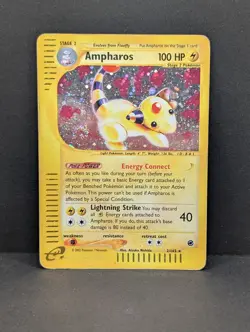 STAGE 2 Evolves from Flaaffy Put Ampharos on the Stage 1 card
Ampharos 100 HP
Light Pokémon.
Poké-POWER Energy Connect
As often as you like during your turn (before your
attack), you may take a basic Energy card attached to 1
of your Benched Pokémon and attach it to your Active
Pokémon. This power can't be used if Ampharos is
affected by a Special Condition.
Lightning Strike You may discard
all Energy cards attached to
Ampharos. If you do, this attack's base
damage is 80 instead of 40.
40
weakness resistance retreat cost